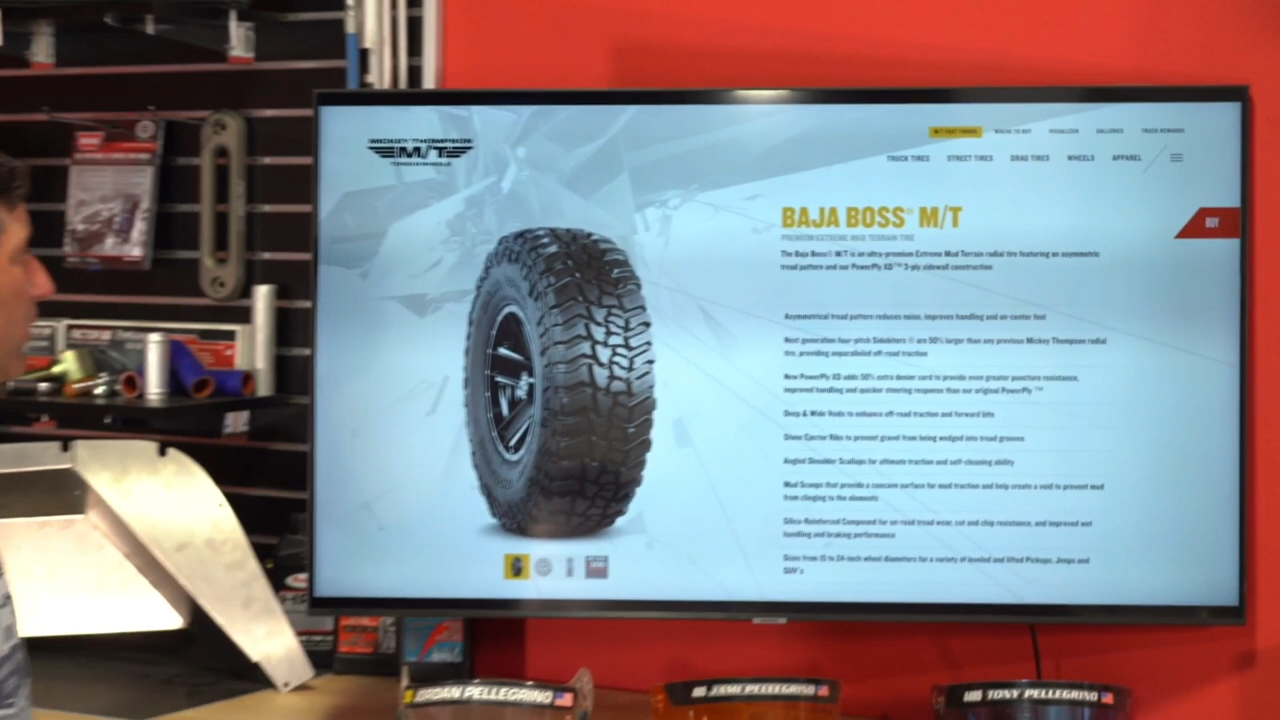 MICKEY THOMPSON
M/T
TIRES & WHEELS
M/T FAST FINDER WHERE TO BUY VISUALIZER GALLERIES TRUCK REWARDS
TRUCK TIRES STREET TIRES DRAG TIRES WHEELS APPAREL
BAJA BOSS® M/T
BUY
PREMIUM EXTREME MUD TERRAIN TIRE
The Baja Boss® M/T is an ultra-premium Extreme Mud Terrain radial tire featuring an asymmetric
tread pattern and our PowerPly XD™ 3-ply sidewall construction
Asymmetrical tread pattern reduces noise, improves handling and on-center feel
Next generation four-pitch Sidebiters ® are 50% larger than any previous Mickey Thompson radial
tire, providing unparalleled off-road traction
New PowerPly XD adds 50% extra denier cord to provide even greater puncture resistance,
improved handling and quicker steering response than our original PowerPly ™
Deep & Wide Voids to enhance off-road traction and forward bite
Stone Ejector Ribs to prevent gravel from being wedged into tread grooves
Angled Shoulder Scallops for ultimate traction and self-cleaning ability
Mud Scoops that provide a concave surface for mud traction and help create a void to prevent mud
from clinging to the elements
Silica-Reinforced Compound for on-road tread wear, cut and chip resistance, and improved wet
handling and braking performance
Sizes from 15 to 24-inch wheel diameters for a variety of leveled and lifted Pickups, Jeeps and
SUV's
JORDAN PELLEGRINO
JAMI PELLEGRINO
4480 TONY PELLEGRINO